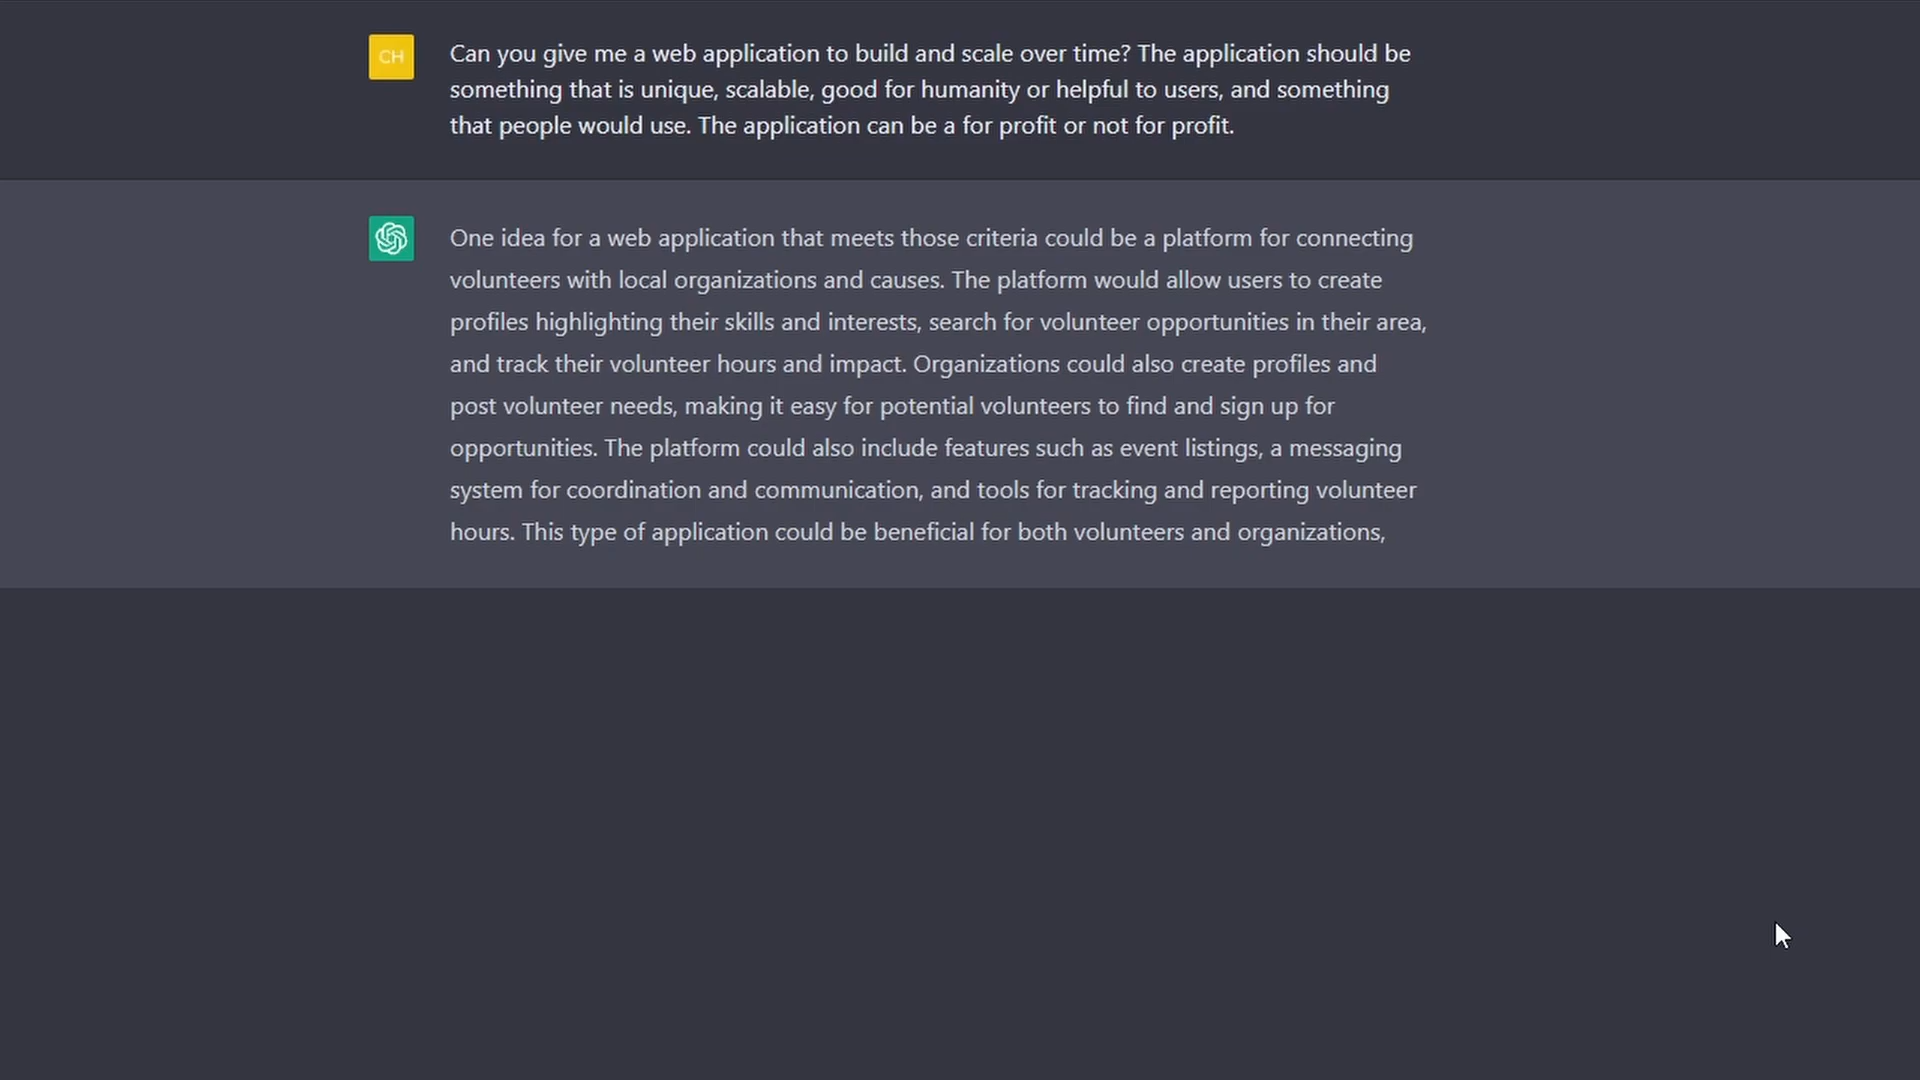 CH
Can you give me a web application to build and scale over time? The application should be
something that is unique, scalable, good for humanity or helpful to users, and something
that people would use. The application can be a for profit or not for profit.
One idea for a web application that meets those criteria could be a platform for connecting
volunteers with local organizations and causes. The platform would allow users to create
profiles highlighting their skills and interests, search for volunteer opportunities in their area,
and track their volunteer hours and impact. Organizations could also create profiles and
post volunteer needs, making it easy for potential volunteers to find and sign up for
opportunities. The platform could also include features such as event listings, a messaging
system for coordination and communication, and tools for tracking and reporting volunteer
hours. This type of application could be beneficial for both volunteers and organizations,